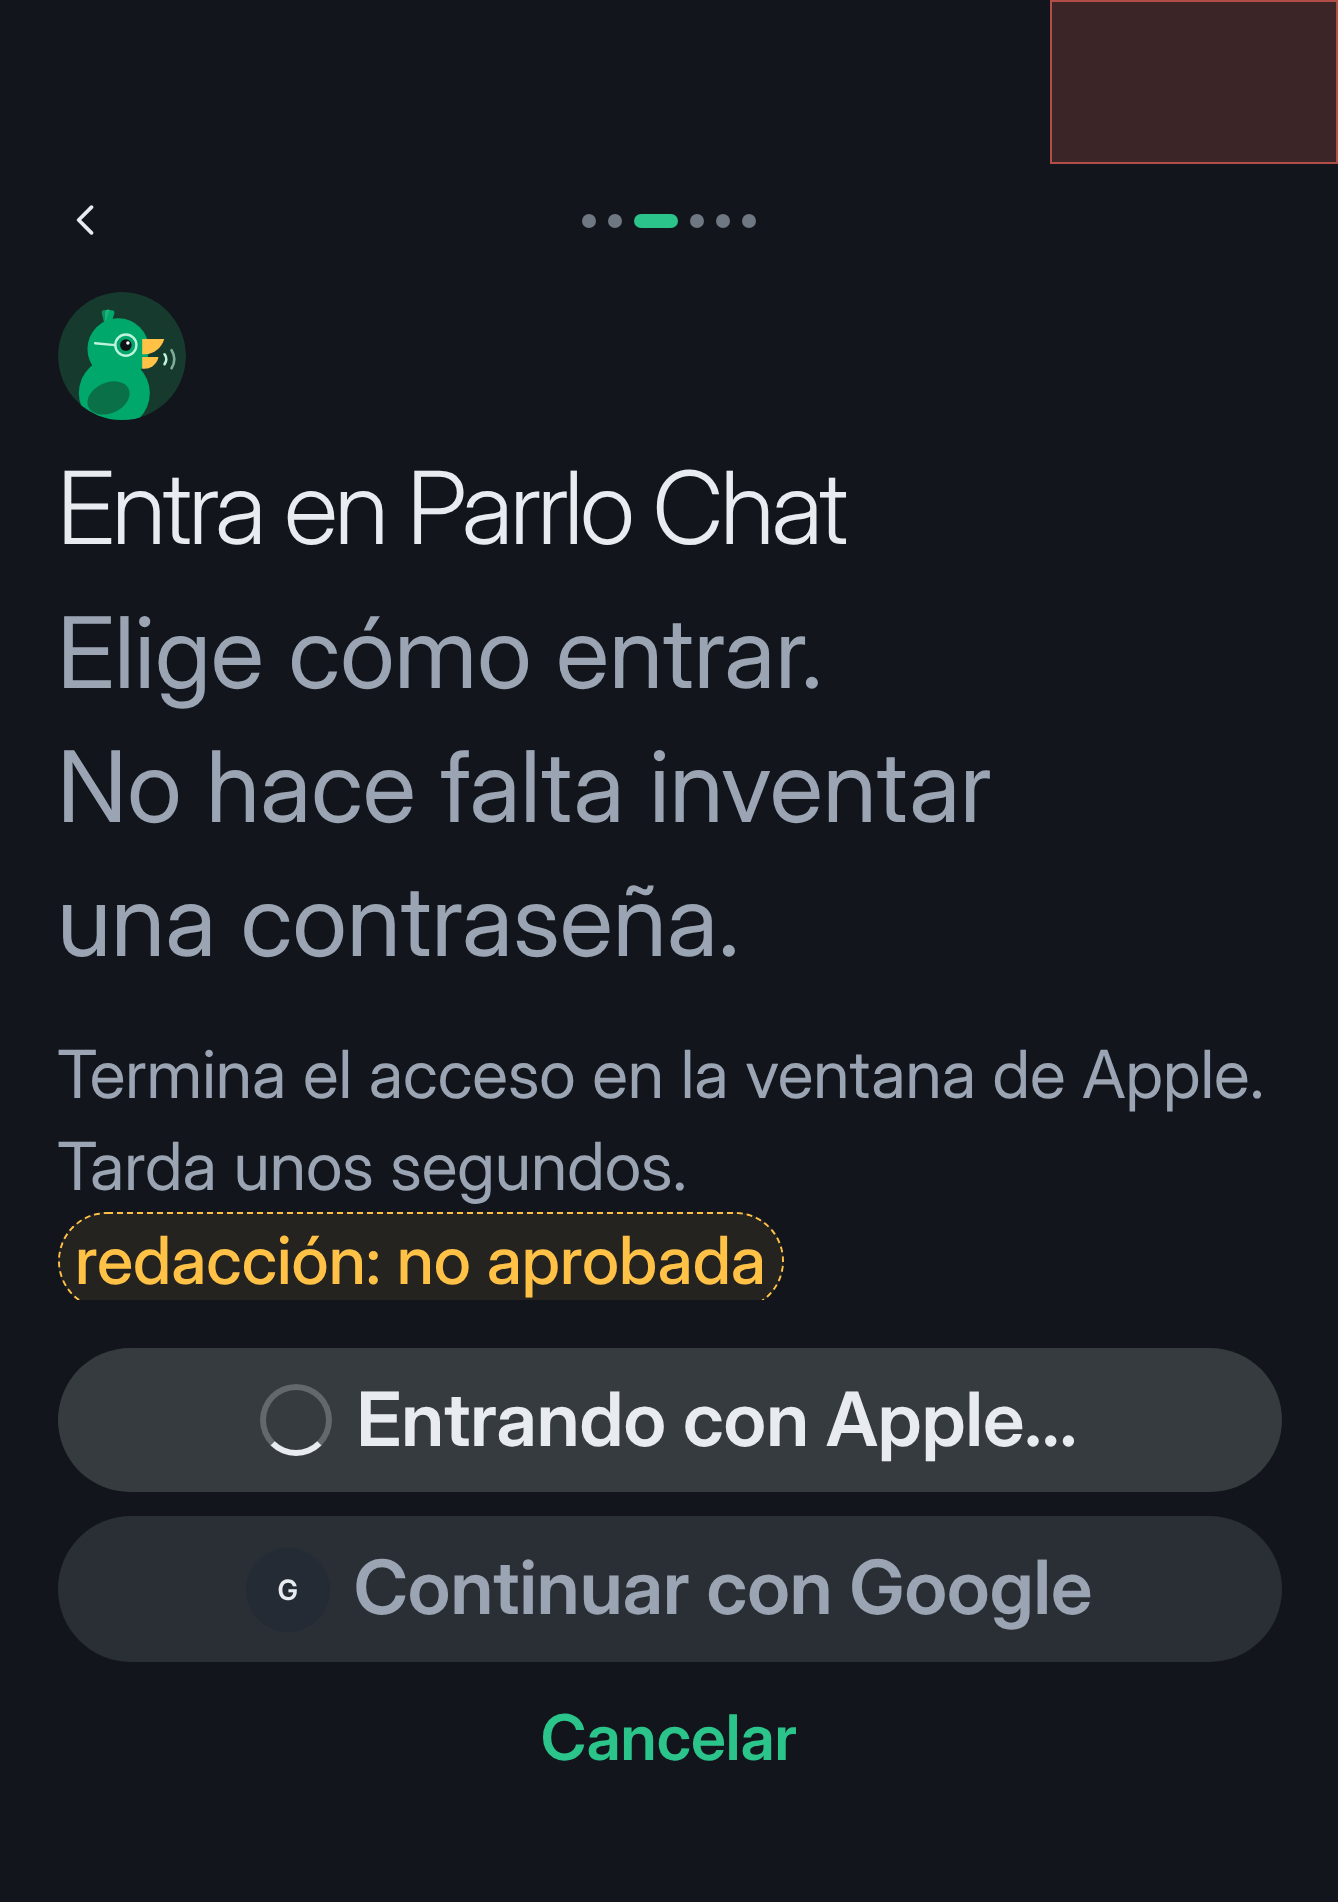 Entra en Parrlo Chat
Elige cómo entrar.
No hace falta inventar
una contraseña.
Termina el acceso en la ventana de Apple.
Tarda unos segundos.
redacción: no aprobada
Entrando con Apple...
G Continuar con Google
Cancelar